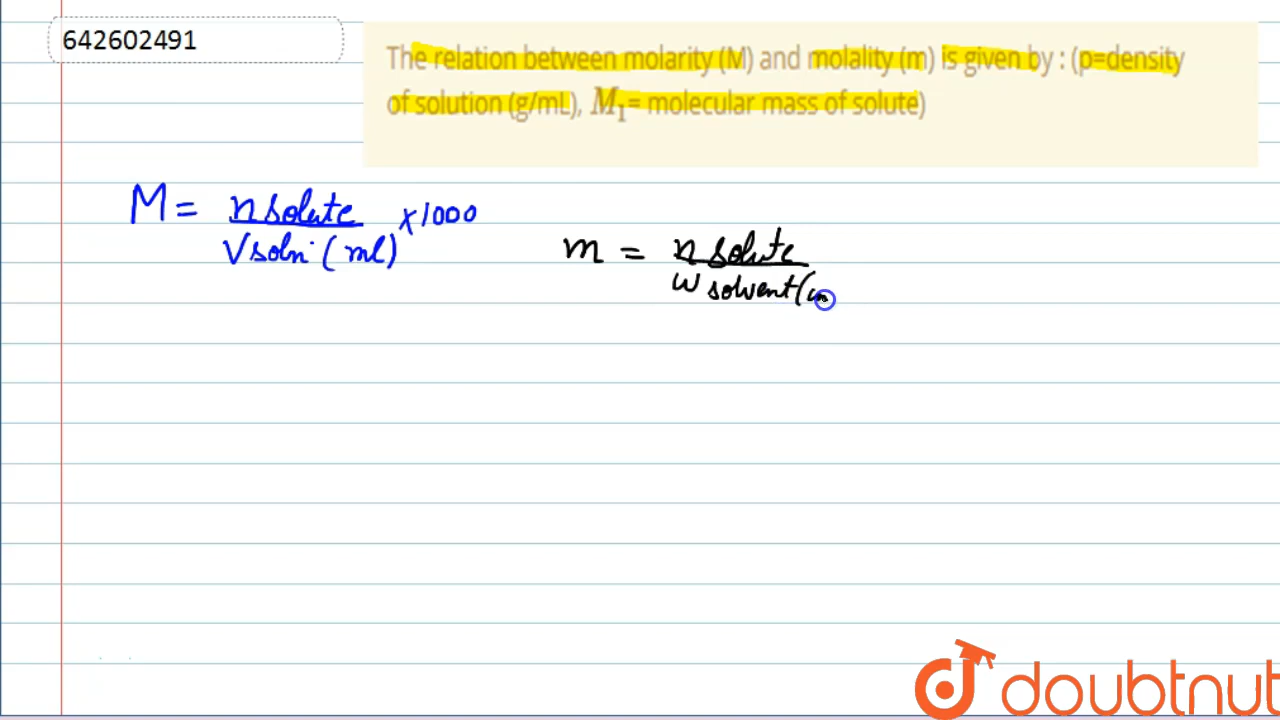 642602491
The relation between molarity (M) and molality (m) is given by : (p=density
of solution (g/mL), M₁= molecular mass of solute)
M = n solute / V soln. (ml) × 1000
m = n solute / w solvent (
doubtnut